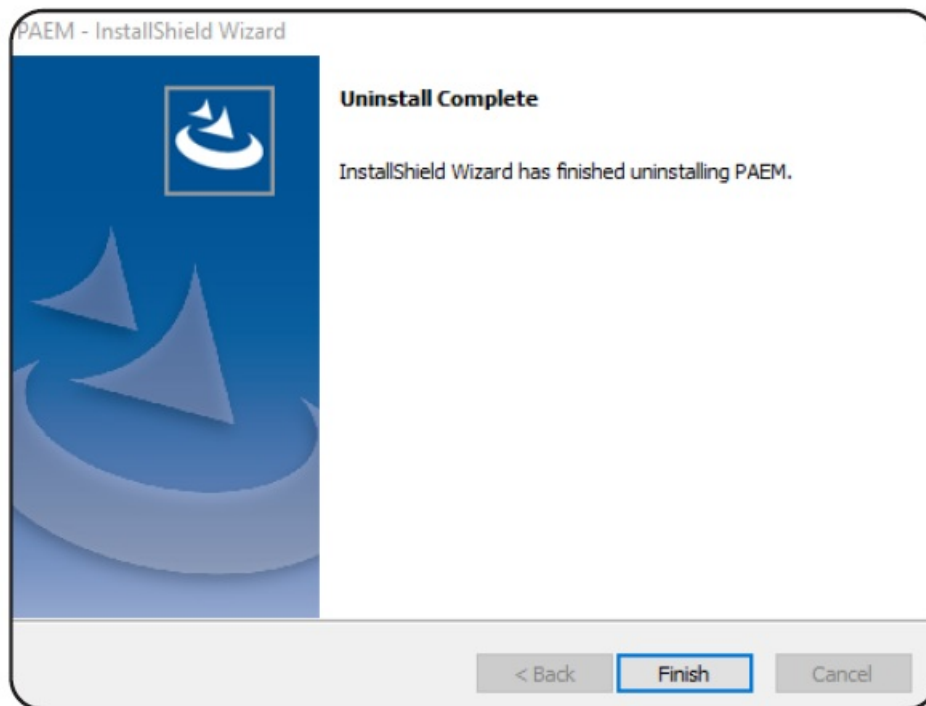 PAEM - InstallShield Wizard
Uninstall Complete
InstallShield Wizard has finished uninstalling PAEM.
< Back
Finish
Cancel